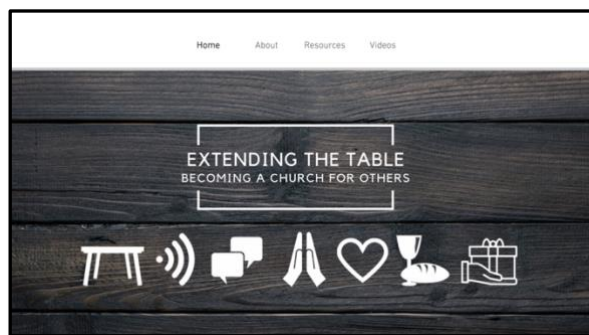 Home About Resources Videos
EXTENDING THE TABLE
BECOMING A CHURCH FOR OTHERS